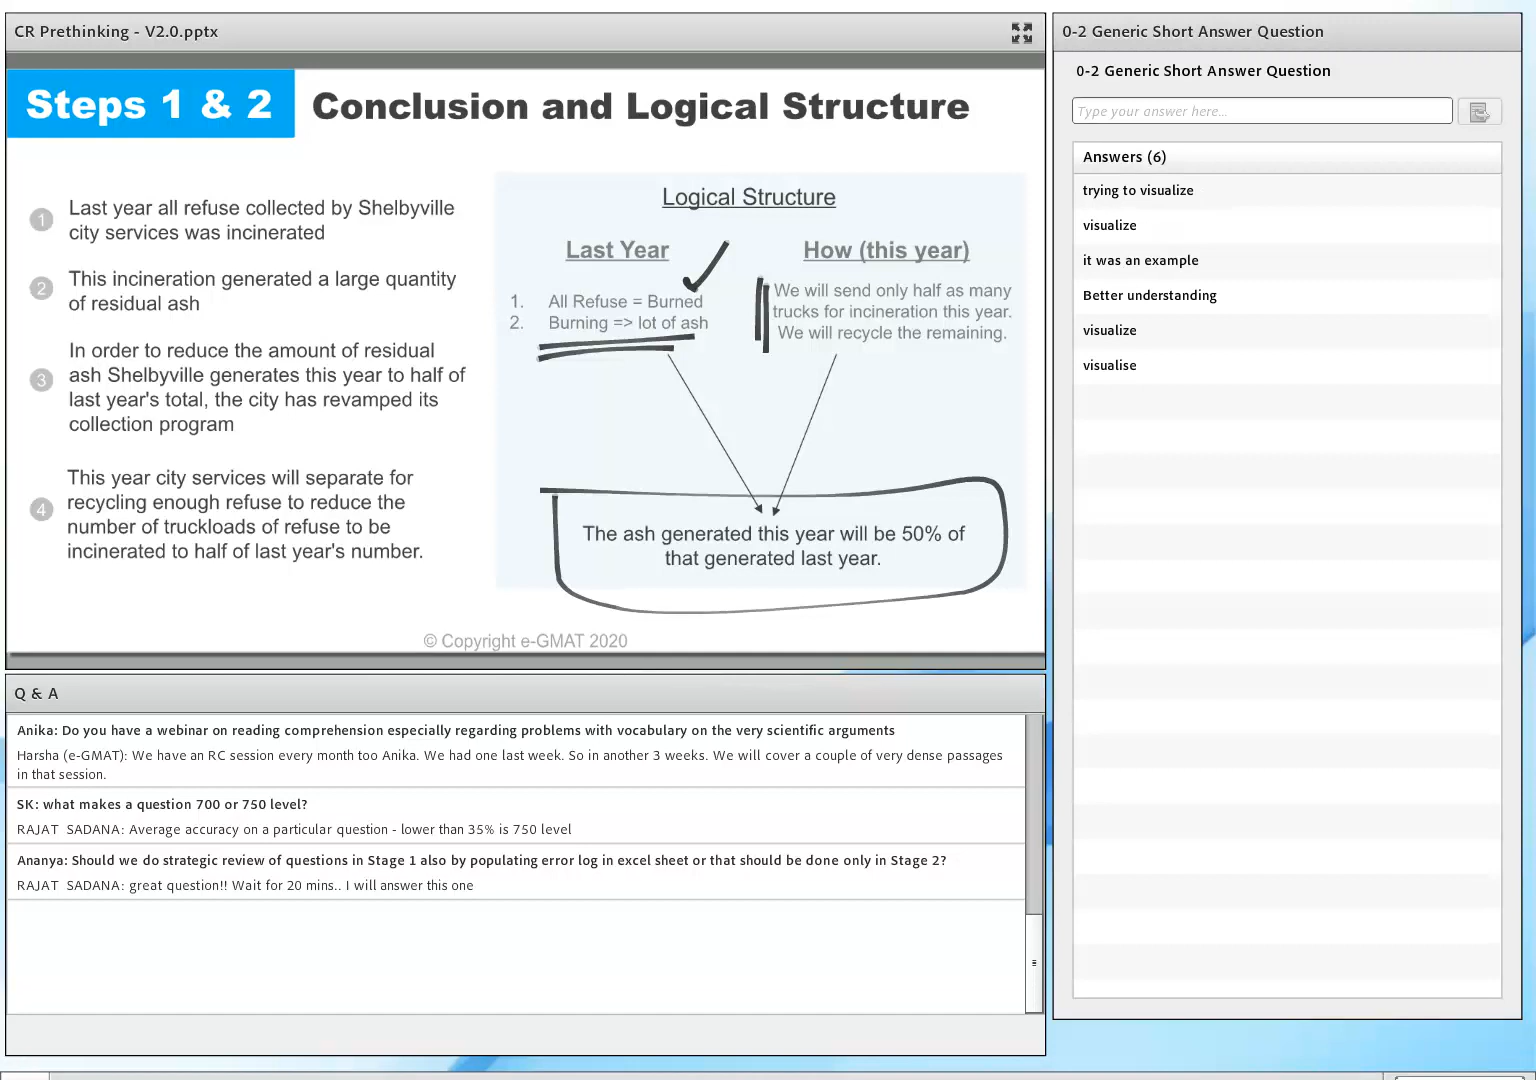 CR Prethinking - V2.0.pptx
Steps 1 & 2 Conclusion and Logical Structure
1 Last year all refuse collected by Shelbyville
city services was incinerated
2 This incineration generated a large quantity
of residual ash
3 In order to reduce the amount of residual
ash Shelbyville generates this year to half of
last year's total, the city has revamped its
collection program
4 This year city services will separate for
recycling enough refuse to reduce the
number of truckloads of refuse to be
incinerated to half of last year's number.
Logical Structure
Last Year
1. All Refuse = Burned
2. Burning => lot of ash
How (this year)
We will send only half as many
trucks for incineration this year.
We will recycle the remaining.
The ash generated this year will be 50% of
that generated last year.
© Copyright e-GMAT 2020
Q & A
Anika: Do you have a webinar on reading comprehension especially regarding problems with vocabulary on the very scientific arguments
Harsha (e-GMAT): We have an RC session every month too Anika. We had one last week. So in another 3 weeks. We will cover a couple of very dense passages
in that session.
SK: what makes a question 700 or 750 level?
RAJAT SADANA: Average accuracy on a particular question - lower than 35% is 750 level
Ananya: Should we do strategic review of questions in Stage 1 also by populating error log in excel sheet or that should be done only in Stage 2?
RAJAT SADANA: great question!! Wait for 20 mins.. I will answer this one
0-2 Generic Short Answer Question
0-2 Generic Short Answer Question
Type your answer here...
Answers (6)
trying to visualize
visualize
it was an example
Better understanding
visualize
visualise